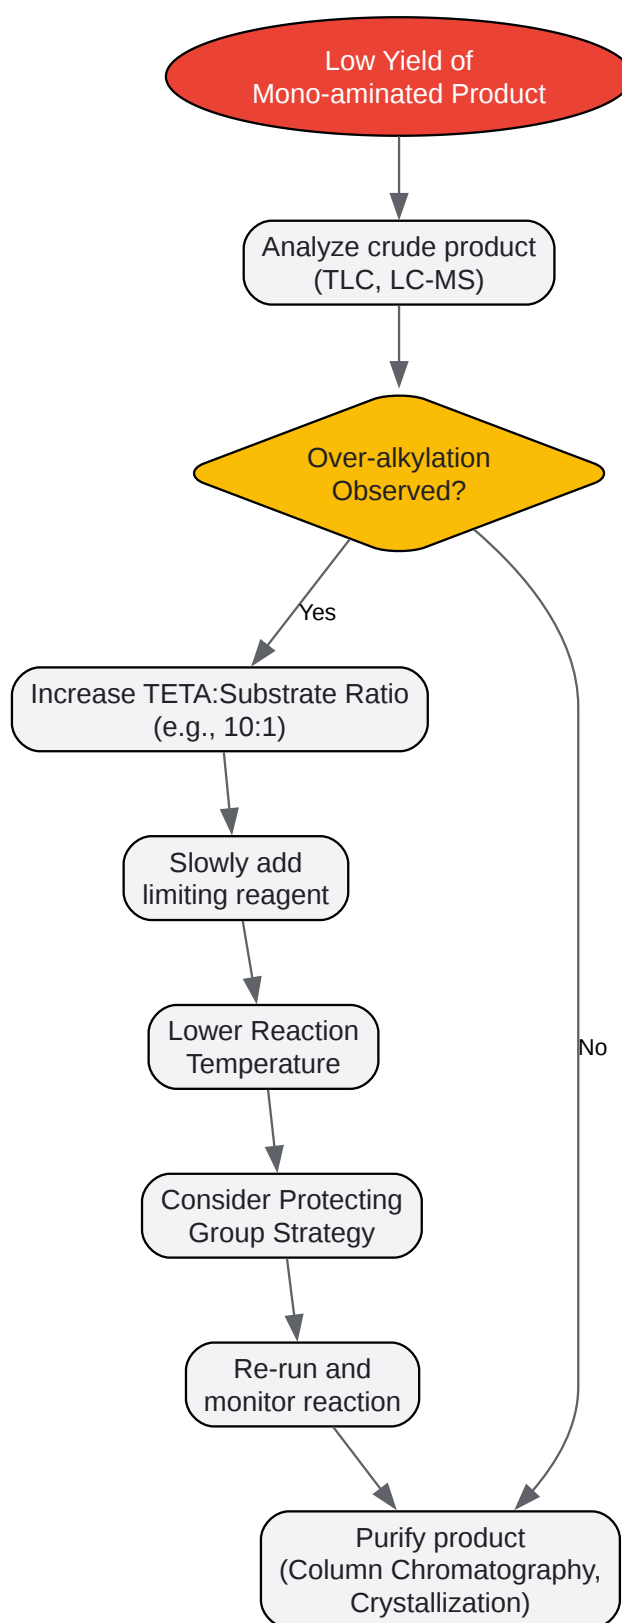 Low Yield of
Mono-aminated Product
Analyze crude product
(TLC, LC-MS)
Over-alkylation
Observed?
Yes
Increase TETA:Substrate Ratio
(e.g., 10:1)
Slowly add
limiting reagent
Lower Reaction
Temperature
No
Consider Protecting
Group Strategy
Re-run and
monitor reaction
Purify product
(Column Chromatography,
Crystallization)